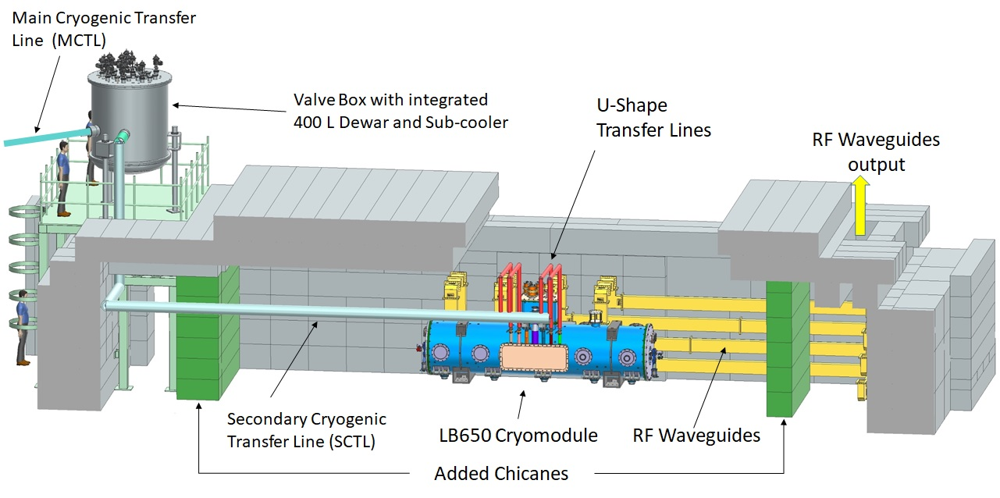 Main Cryogenic Transfer
Line (MCTL)
Valve Box with integrated
400 L Dewar and Sub-cooler
U-Shape
Transfer Lines
RF Waveguides
output
Secondary Cryogenic
Transfer Line (SCTL)
LB650 Cryomodule
RF Waveguides
Added Chicanes